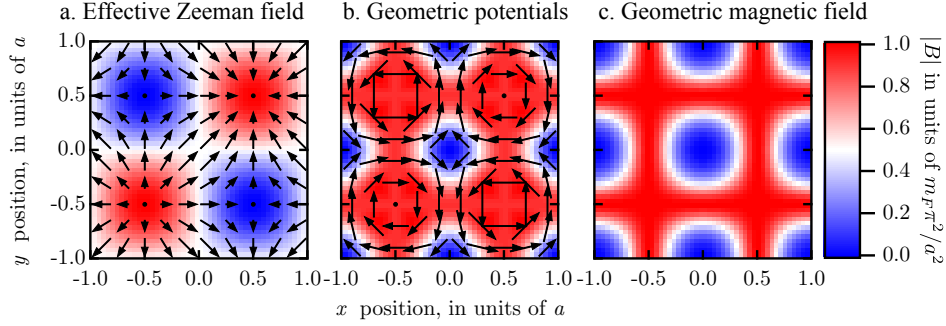 a. Effective Zeeman field
b. Geometric potentials
c. Geometric magnetic field
y position, in units of a
1.0
0.5
0.0
-0.5
-1.0
-1.0 -0.5 0.0 0.5 1.0
-1.0 -0.5 0.0 0.5 1.0
-1.0 -0.5 0.0 0.5 1.0
x position, in units of a
1.0
0.8
0.6
0.4
0.2
0.0
|B| in units of m_Fπ²/a²